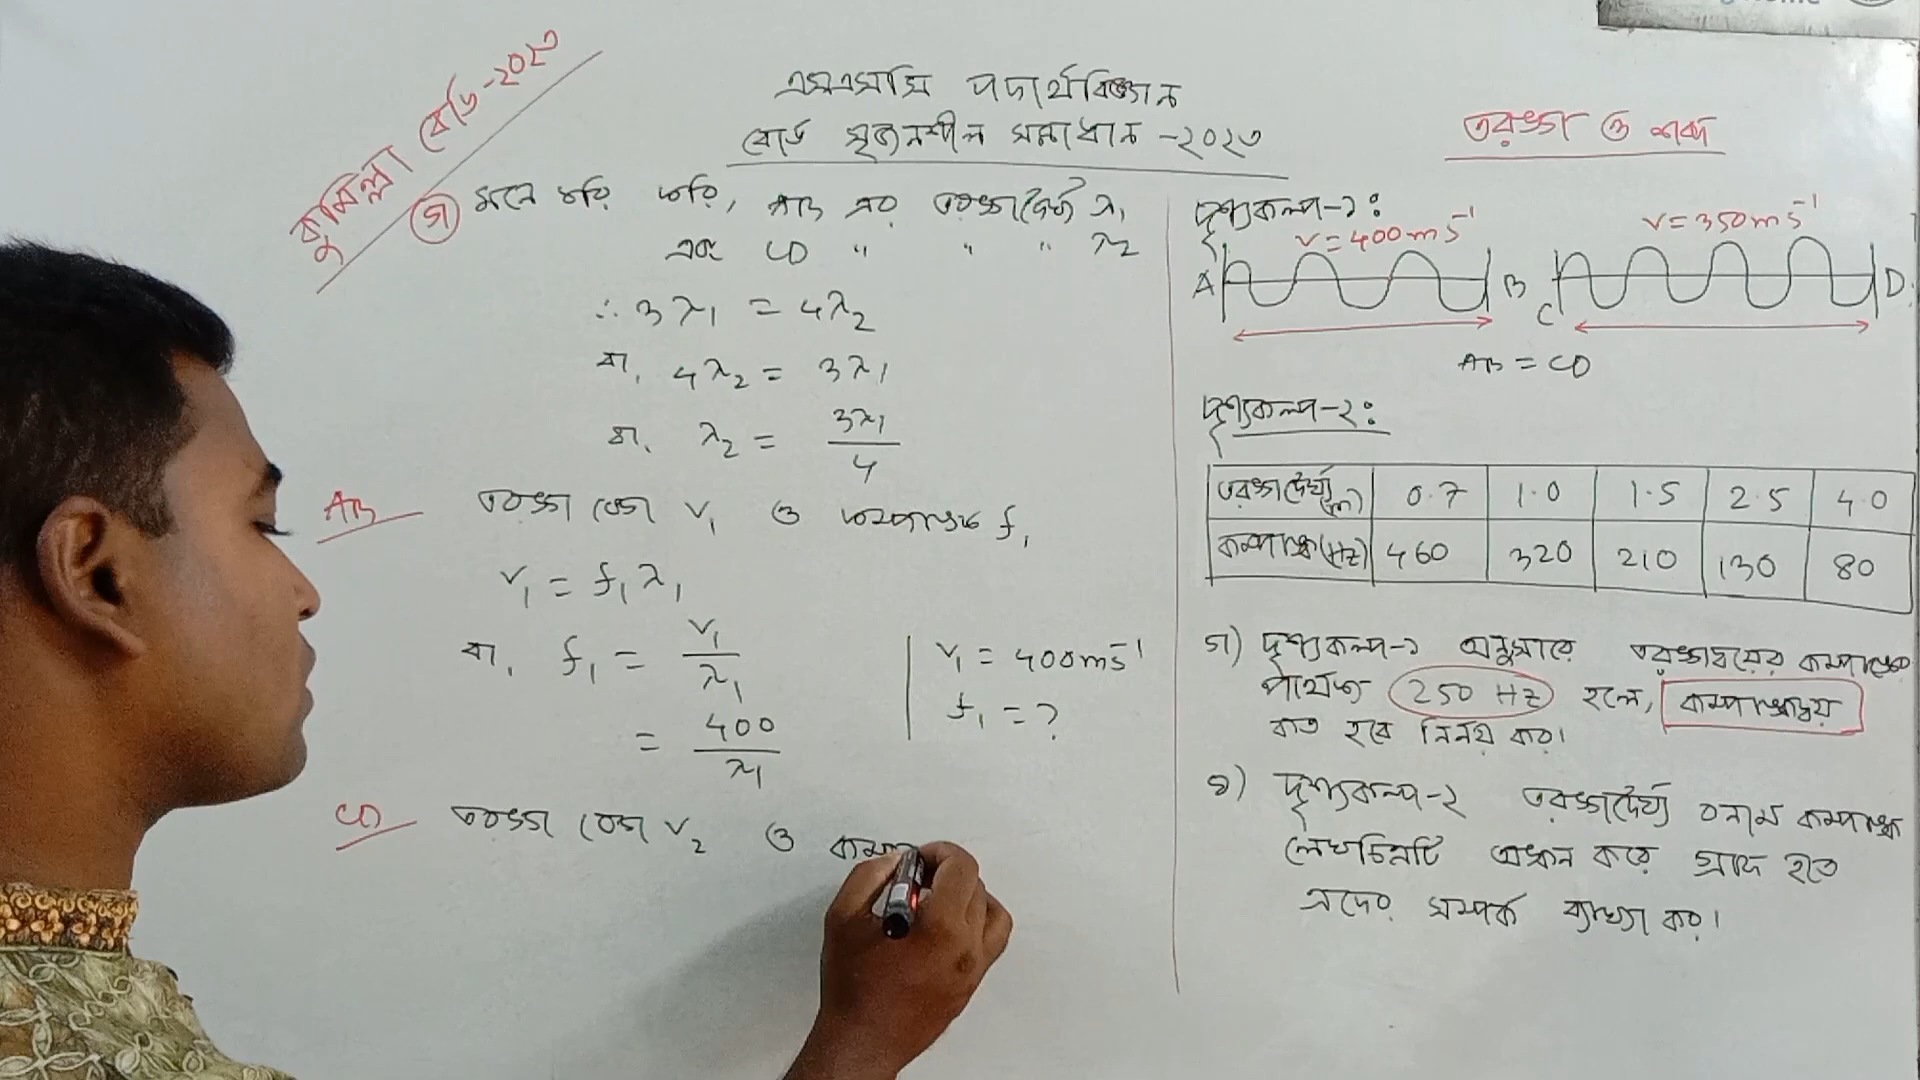 কুমিল্লা বোর্ড-২০২৩
এসএসসি পদার্থবিজ্ঞান
বোর্ড সৃজনশীল সমাধান -২০২৩
তরঙ্গ ও শব্দ
গ মনে করি ধরি, AB এর তরঙ্গদৈর্ঘ্য λ₁
এবং CD " " " λ₂
∴ 3λ₁ = 4λ₂
বা, 4λ₂ = 3λ₁
বা, λ₂ = 3λ₁/4
AB তরঙ্গ বেগ v₁ ও কম্পাঙ্ক f₁
v₁ = f₁λ₁
বা, f₁ = v₁/λ₁
= 400/λ₁
v₁ = 400ms⁻¹
f₁ = ?
CD তরঙ্গ বেগ v₂ ও
দৃশ্যকল্প-১:
v = 400ms⁻¹
v = 350ms⁻¹
A B C D
AB = CD
দৃশ্যকল্প-২:
তরঙ্গদৈর্ঘ্য (m) 0.7 1.0 1.5 2.5 4.0
কম্পাঙ্ক (Hz) 460 320 210 130 80
গ) দৃশ্যকল্প-১ অনুসারে তরঙ্গদ্বয়ের কম্পাঙ্কের
পার্থক্য 250 Hz হলে, কম্পাঙ্কদ্বয়
কত হবে নির্ণয় কর।
ঘ) দৃশ্যকল্প-২ তরঙ্গদৈর্ঘ্য বনাম কম্পাঙ্ক
লেখচিত্রটি অঙ্কন করে গ্রাফ হতে
এদের সম্পর্ক ব্যাখ্যা কর।